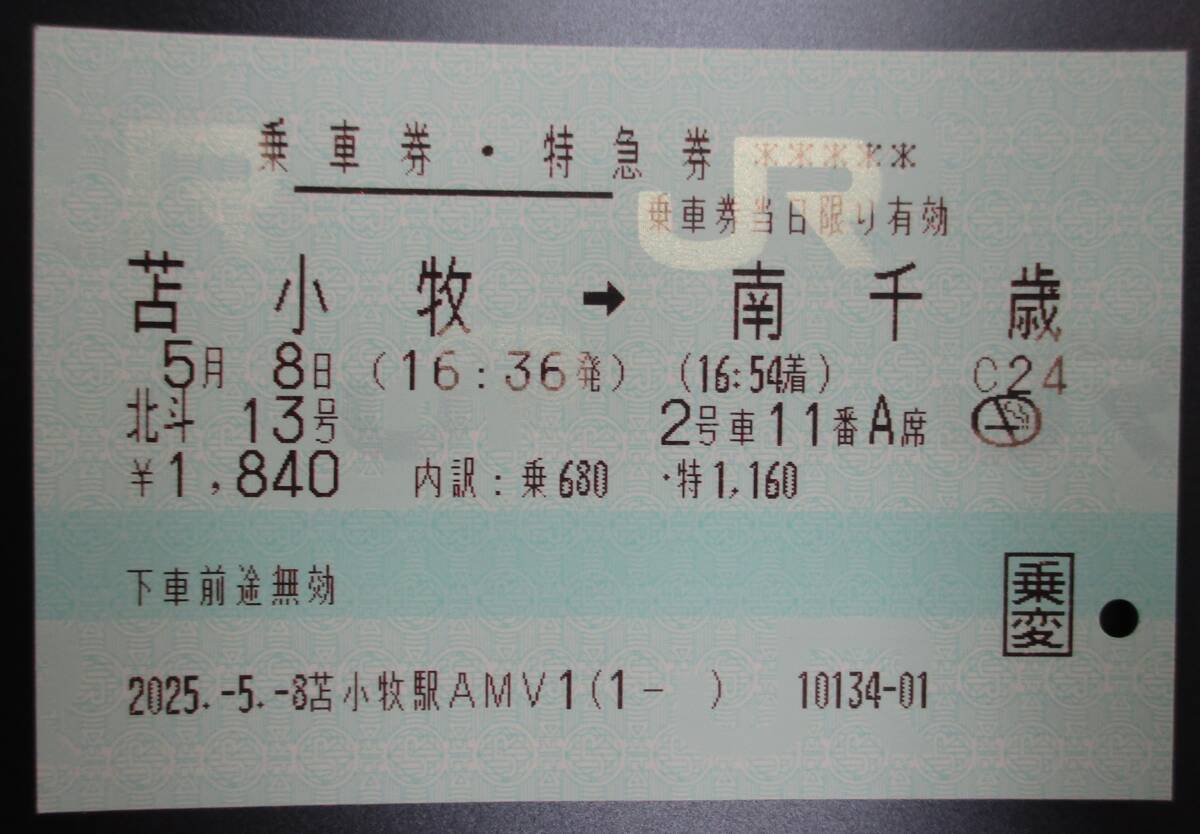 乗車券・特急券 *****
乗車券当日限り有効
苫小牧 → 南千歳
5月 8日 (16:36発) (16:54着) C24
北斗 13号 2号車11番A席
¥1,840 内訳:乗680 ・特1,160
下車前途無効
乗変
2025.-5.-8苫小牧駅AMV1(1- ) 10134-01
JR